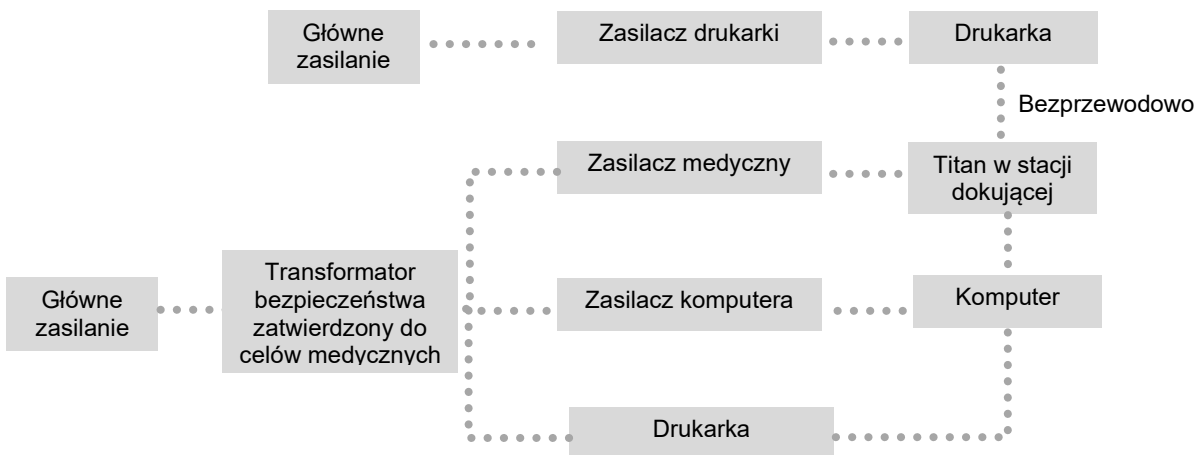 Główne
zasilanie
Zasilacz drukarki
Drukarka
Bezprzewodowo
Zasilacz medyczny
Titan w stacji
dokującej
Główne
zasilanie
Transformator
bezpieczeństwa
zatwierdzony do
celów medycznych
Zasilacz komputera
Komputer
Drukarka